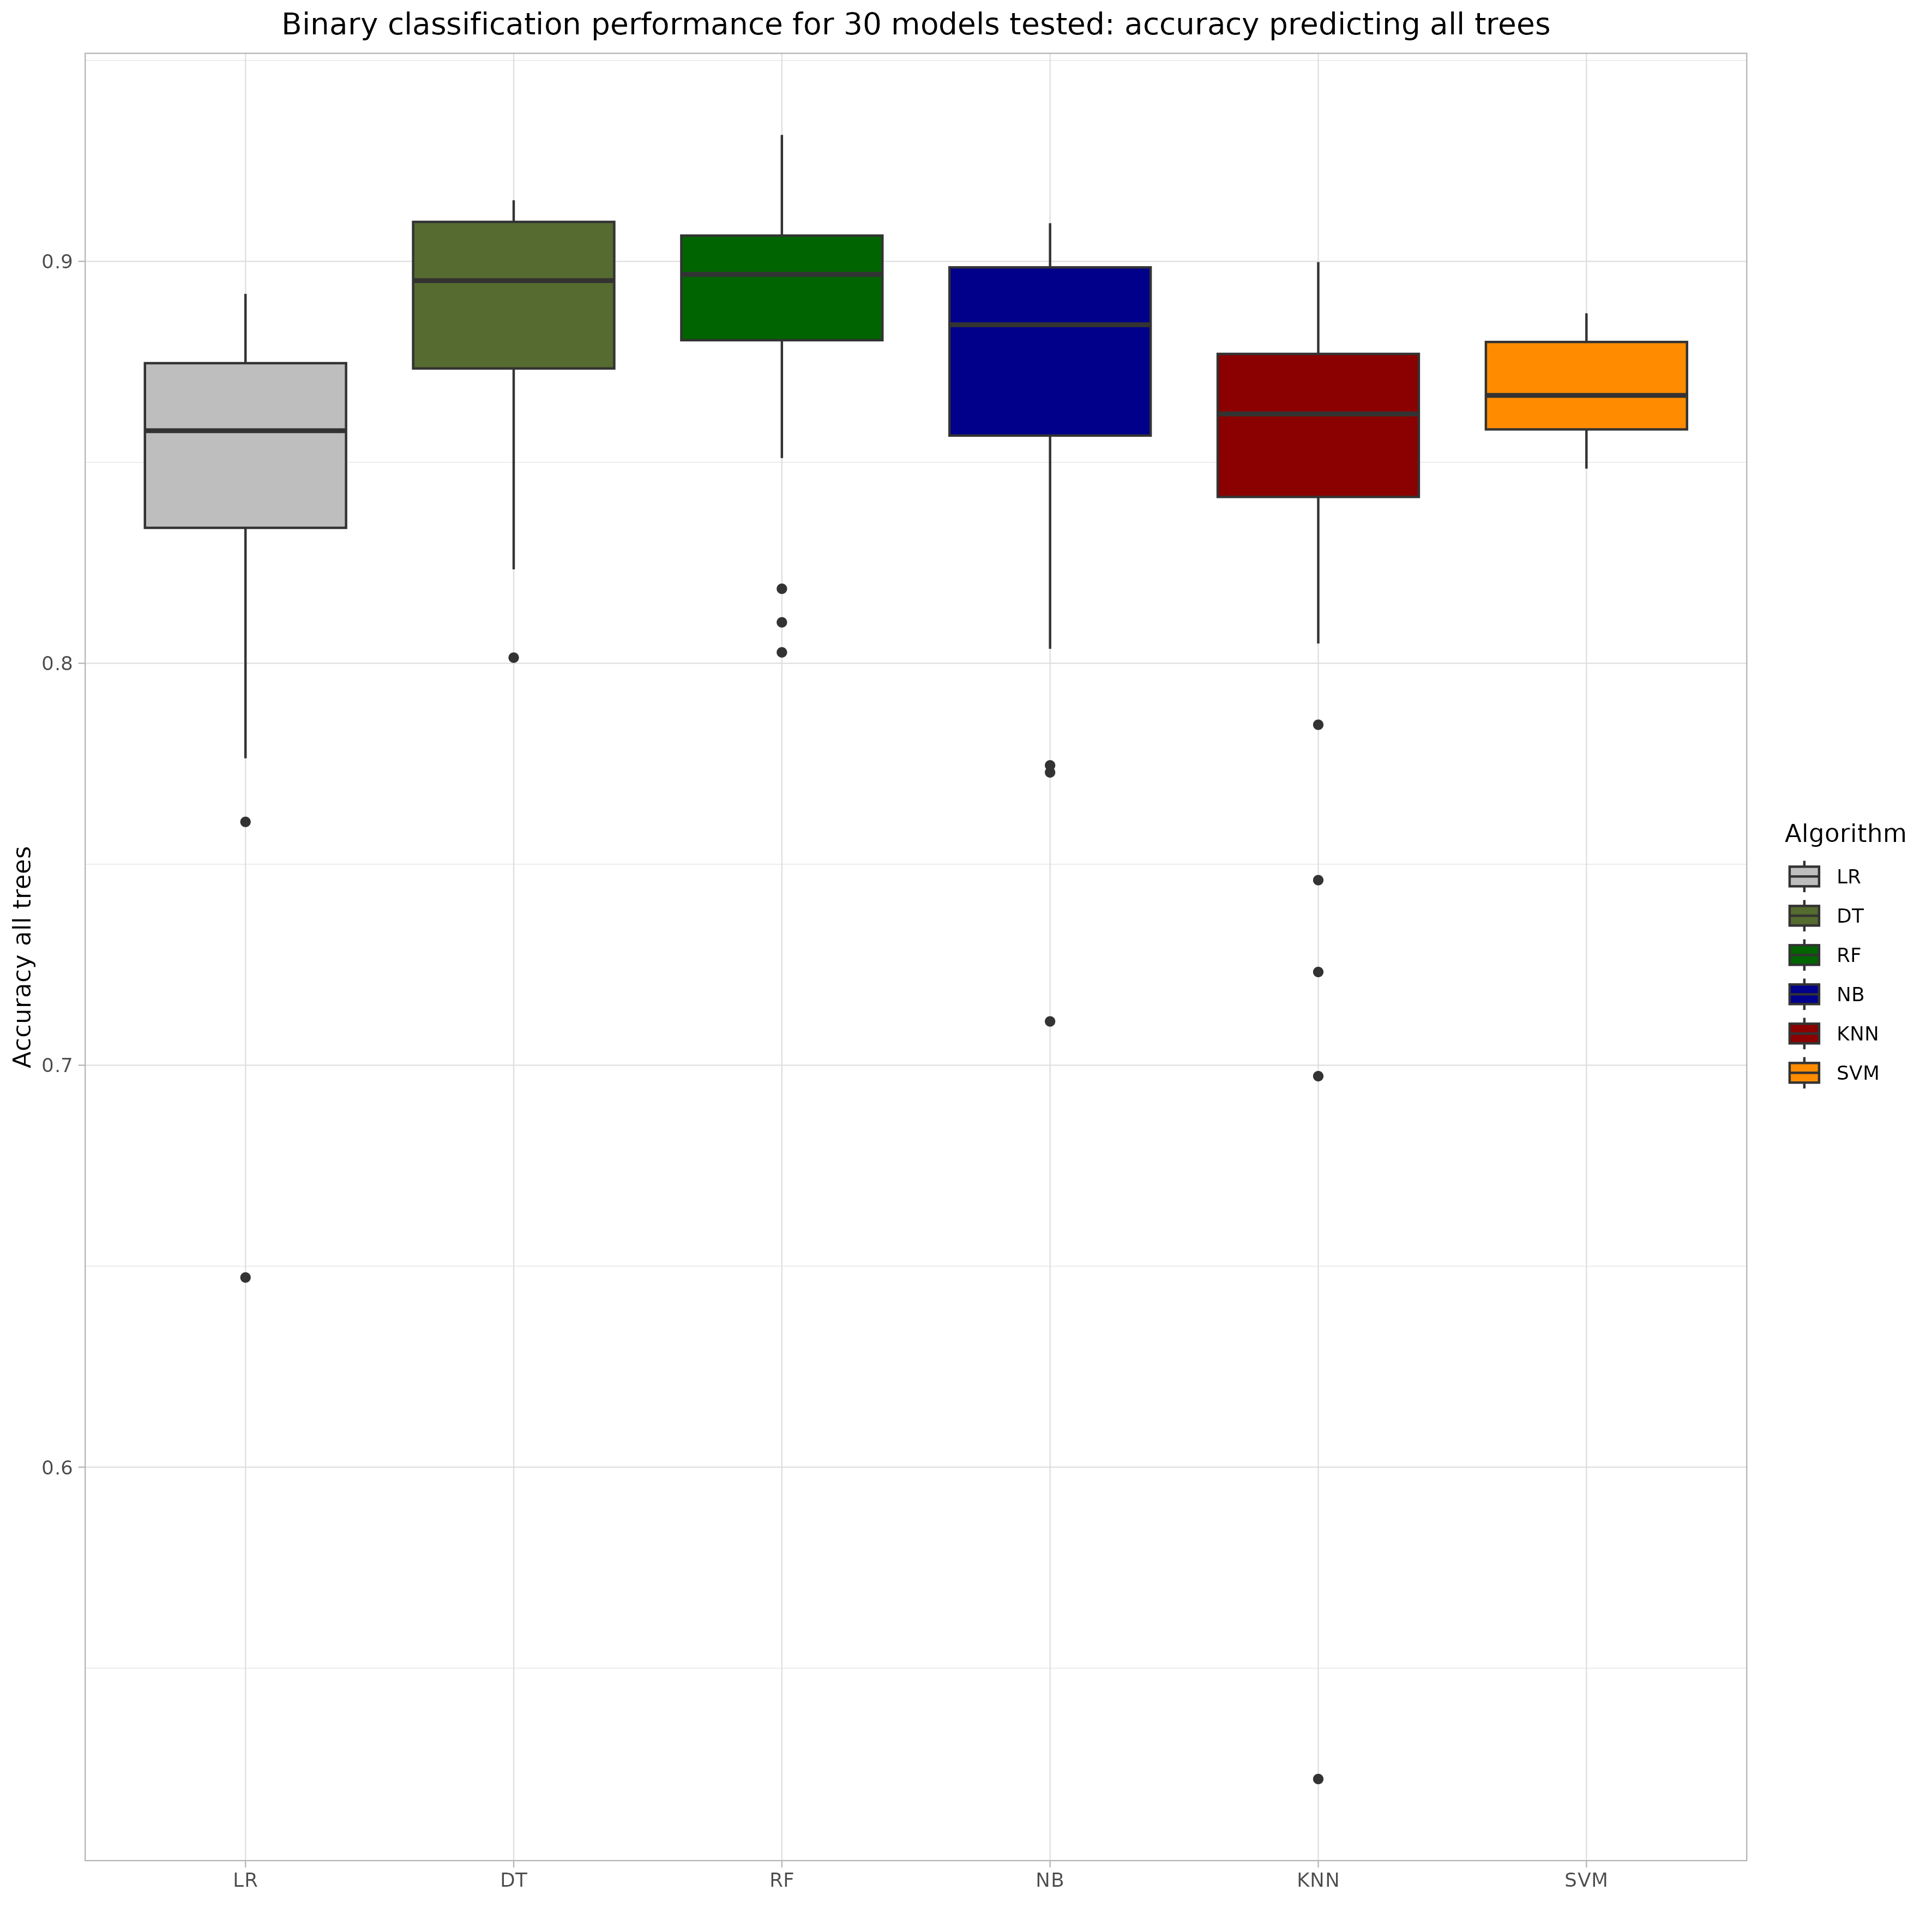 Binary classification performance for 30 models tested: accuracy predicting all trees
Accuracy all trees
0.9
0.8
0.7
0.6
LR
DT
RF
NB
KNN
SVM
Algorithm
LR
DT
RF
NB
KNN
SVM